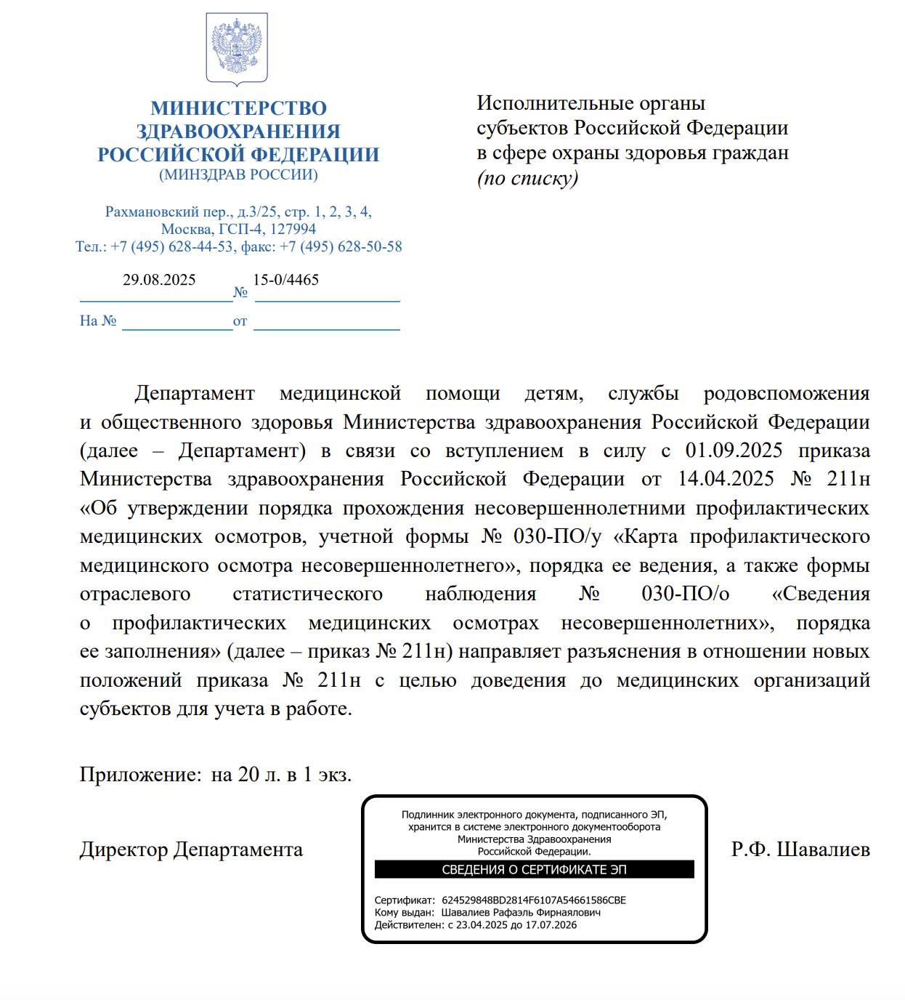 МИНИСТЕРСТВО
ЗДРАВООХРАНЕНИЯ
РОССИЙСКОЙ ФЕДЕРАЦИИ
(МИНЗДРАВ РОССИИ)
Рахмановский пер., д.3/25, стр. 1, 2, 3, 4,
Москва, ГСП-4, 127994
Тел.: +7 (495) 628-44-53, факс: +7 (495) 628-50-58
29.08.2025 № 15-0/4465
На № от
Исполнительные органы
субъектов Российской Федерации
в сфере охраны здоровья граждан
(по списку)
Департамент медицинской помощи детям, службы родовспоможения
и общественного здоровья Министерства здравоохранения Российской Федерации
(далее – Департамент) в связи со вступлением в силу с 01.09.2025 приказа
Министерства здравоохранения Российской Федерации от 14.04.2025 № 211н
«Об утверждении порядка прохождения несовершеннолетними профилактических
медицинских осмотров, учетной формы № 030-ПО/у «Карта профилактического
медицинского осмотра несовершеннолетнего», порядка ее ведения, а также формы
отраслевого статистического наблюдения № 030-ПО/о «Сведения
о профилактических медицинских осмотрах несовершеннолетних», порядка
ее заполнения» (далее – приказ № 211н) направляет разъяснения в отношении новых
положений приказа № 211н с целью доведения до медицинских организаций
субъектов для учета в работе.
Приложение: на 20 л. в 1 экз.
Директор Департамента
Подлинник электронного документа, подписанного ЭП,
хранится в системе электронного документооборота
Министерства Здравоохранения
Российской Федерации.
СВЕДЕНИЯ О СЕРТИФИКАТЕ ЭП
Сертификат: 624529848BD2814F6107A54661586CBE
Кому выдан: Шавалиев Рафаэль Фирнаялович
Действителен: с 23.04.2025 до 17.07.2026
Р.Ф. Шавалиев